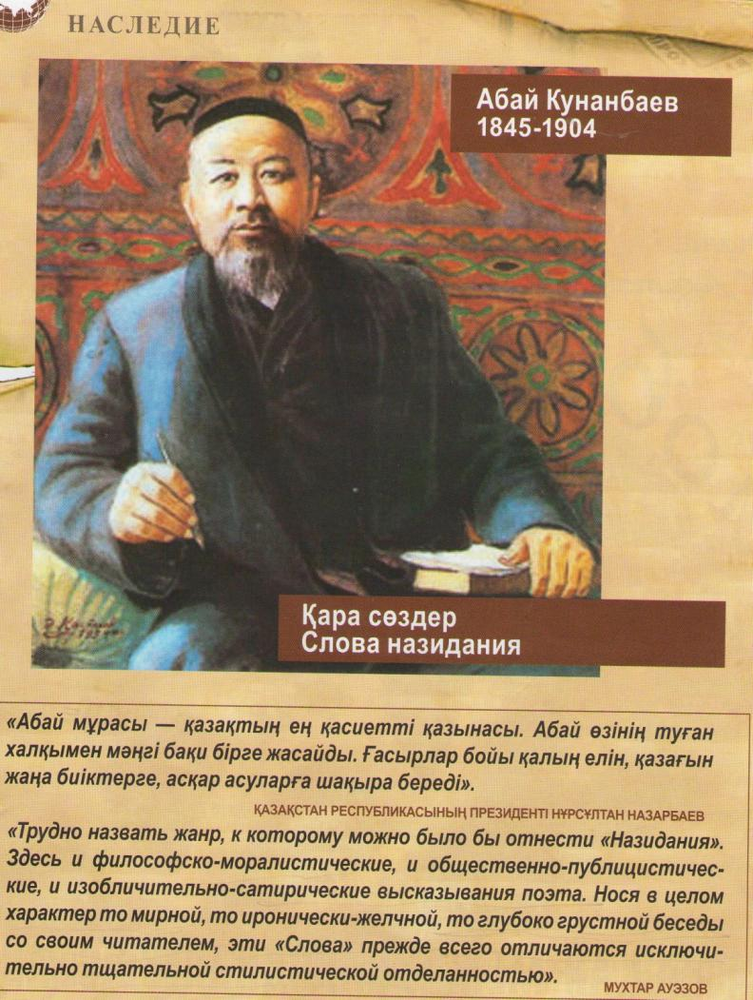 НАСЛЕДИЕ
Абай Кунанбаев
1845-1904
Қара сөздер
Слова назидания
«Абай мұрасы — қазақтың ең қасиетті қазынасы. Абай өзінің туған
халқымен мәңгі бақи бірге жасайды. Ғасырлар бойы қалың елін, қазағын
жаңа биіктерге, асқар асуларға шақыра береді».
ҚАЗАҚСТАН РЕСПУБЛИКАСЫНЫҢ ПРЕЗИДЕНТІ НҰРСҰЛТАН НАЗАРБАЕВ
«Трудно назвать жанр, к которому можно было бы отнести «Назидания».
Здесь и философско-моралистические, и общественно-публицистичес-
кие, и изобличительно-сатирические высказывания поэта. Нося в целом
характер то мирной, то иронически-желчной, то глубоко грустной беседы
со своим читателем, эти «Слова» прежде всего отличаются исключи-
тельно тщательной стилистической отделанностью».
МУХТАР АУЭЗОВ